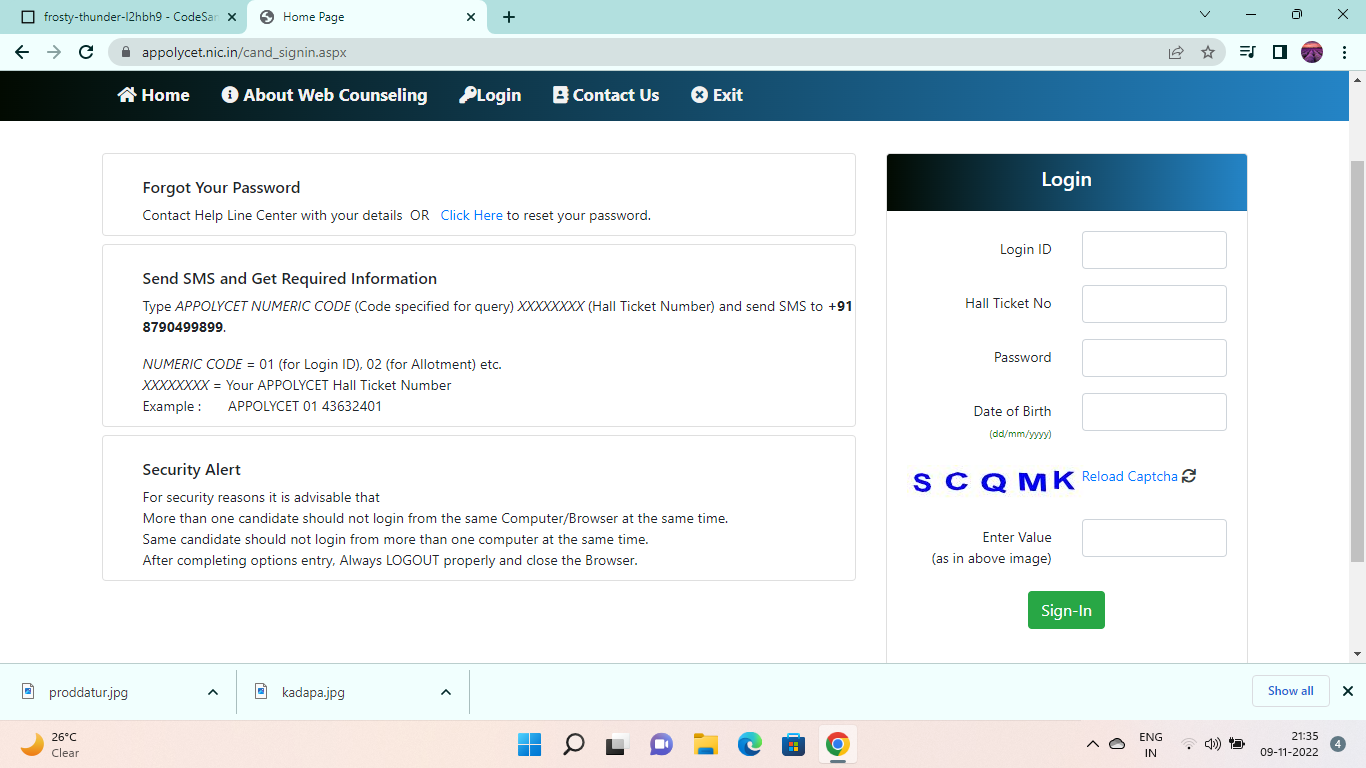 frosty-thunder-l2hbh9 - CodeSan
Home Page
appolycet.nic.in/cand_signin.aspx
Home About Web Counseling Login Contact Us Exit
Forgot Your Password
Contact Help Line Center with your details OR Click Here to reset your password.
Send SMS and Get Required Information
Type APPOLYCET NUMERIC CODE (Code specified for query) XXXXXXXX (Hall Ticket Number) and send SMS to +91
8790499899.
NUMERIC CODE = 01 (for Login ID), 02 (for Allotment) etc.
XXXXXXXX = Your APPOLYCET Hall Ticket Number
Example : APPOLYCET 01 43632401
Security Alert
For security reasons it is advisable that
More than one candidate should not login from the same Computer/Browser at the same time.
Same candidate should not login from more than one computer at the same time.
After completing options entry, Always LOGOUT properly and close the Browser.
Login
Login ID
Hall Ticket No
Password
Date of Birth
(dd/mm/yyyy)
S C Q M K Reload Captcha
Enter Value
(as in above image)
Sign-In
proddatur.jpg
kadapa.jpg
Show all
26°C
Clear
ENG
IN
21:35
09-11-2022
4